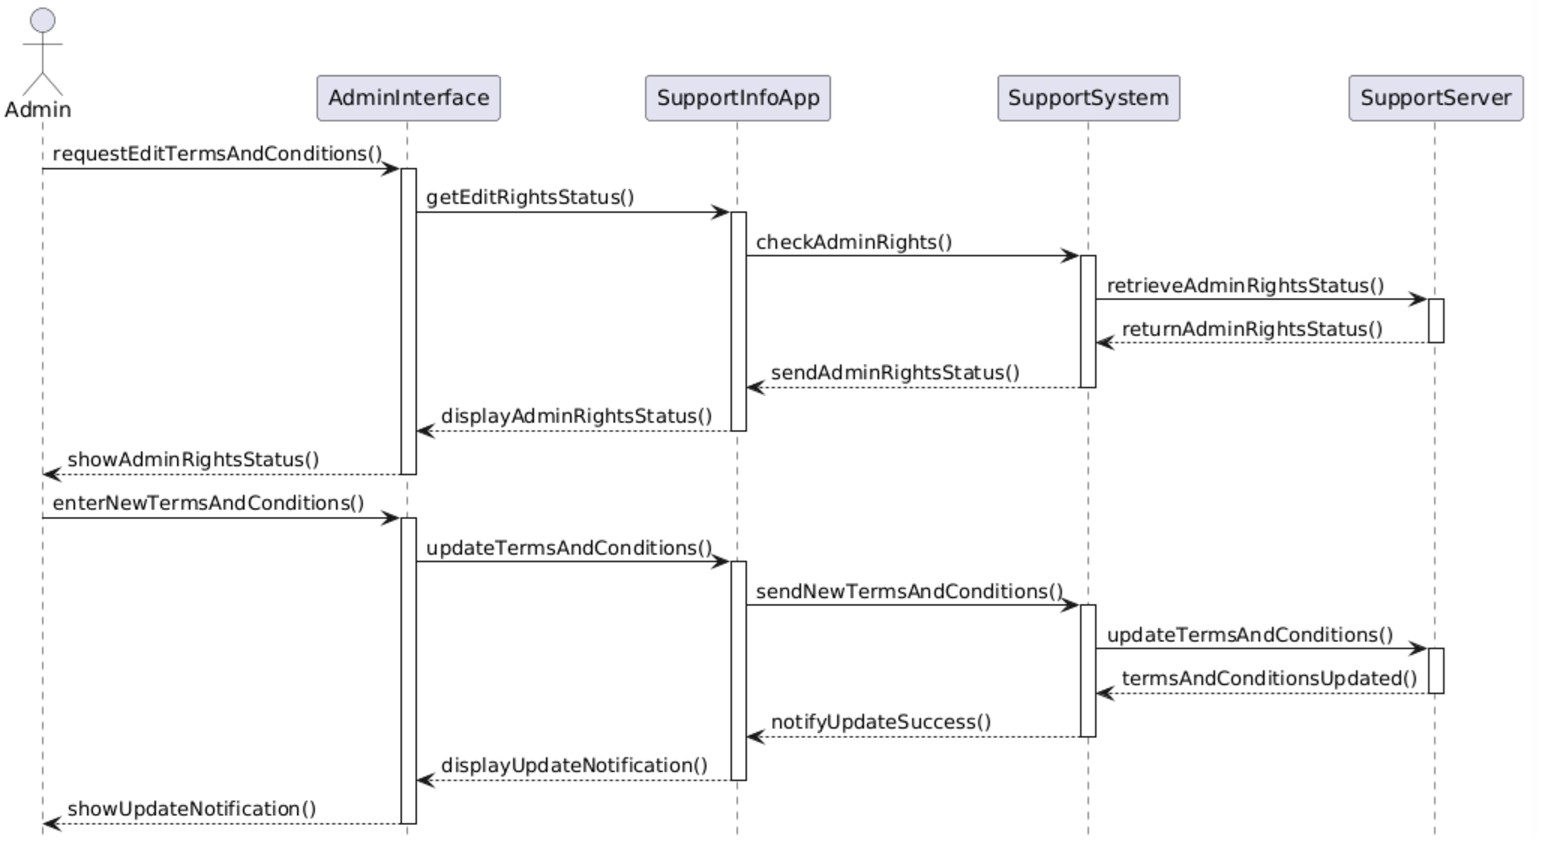 Admin
AdminInterface
SupportInfoApp
SupportSystem
SupportServer
requestEditTermsAndConditions()
getEditRightsStatus()
checkAdminRights()
retrieveAdminRightsStatus()
returnAdminRightsStatus()
sendAdminRightsStatus()
displayAdminRightsStatus()
showAdminRightsStatus()
enterNewTermsAndConditions()
updateTermsAndConditions()
sendNewTermsAndConditions()
updateTermsAndConditions()
termsAndConditionsUpdated()
notifyUpdateSuccess()
displayUpdateNotification()
showUpdateNotification()